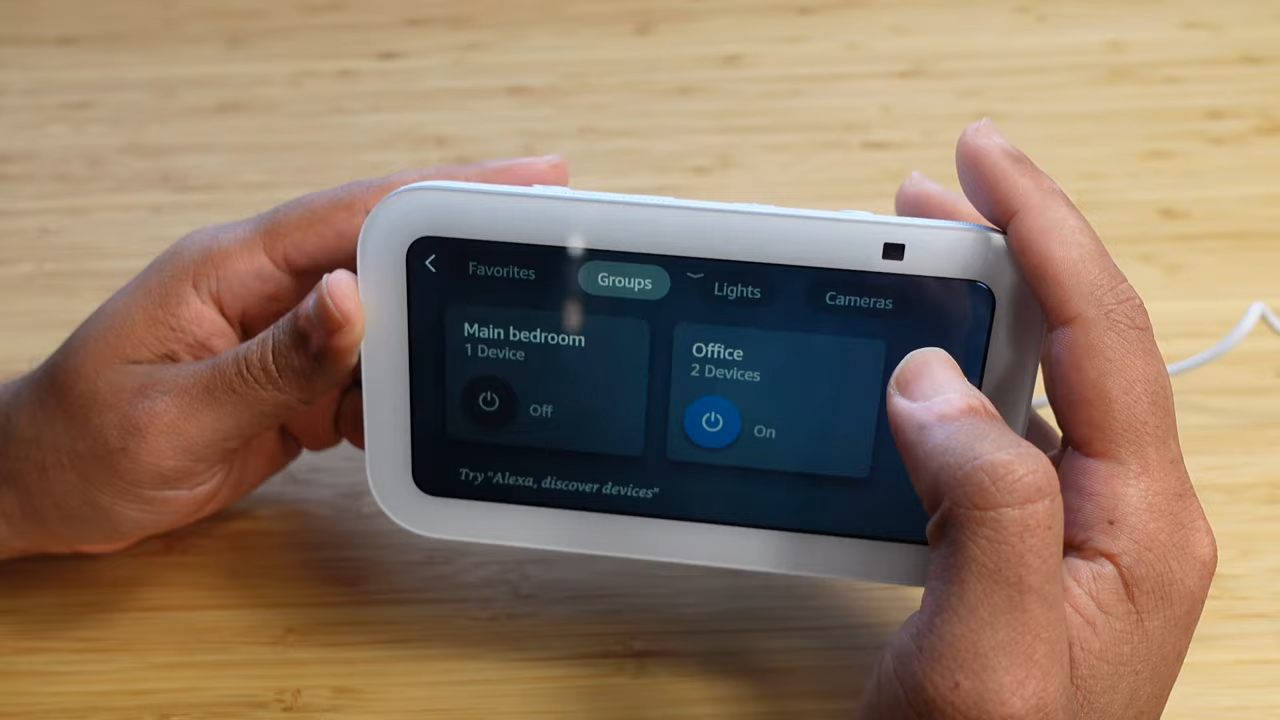 Favorites Groups Lights Cameras
Main bedroom
1 Device
Off
Office
2 Devices
On
Try "Alexa, discover devices"